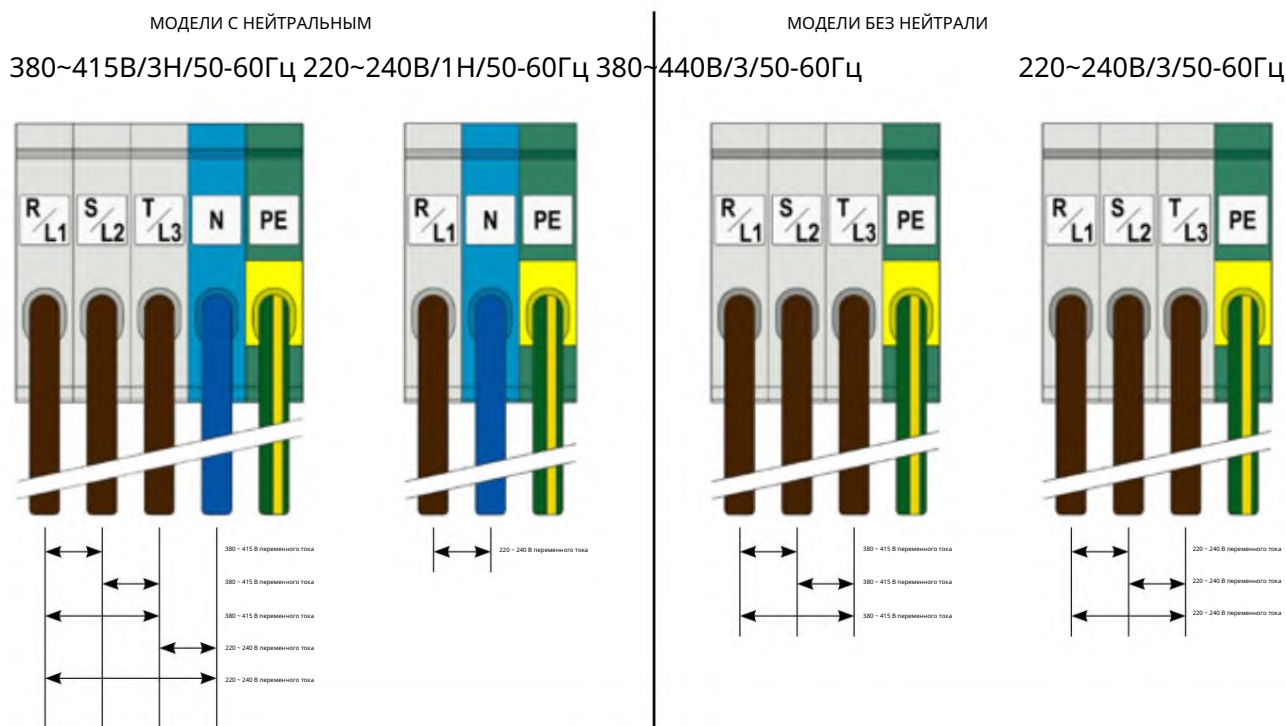 МОДЕЛИ С НЕЙТРАЛЬНЫМ
МОДЕЛИ БЕЗ НЕЙТРАЛИ
380~415В/3Н/50-60Гц 220~240В/1Н/50-60Гц 380~440В/3/50-60Гц
220~240В/3/50-60Гц
R/L1 S/L2 T/L3 N PE
R/L1 N PE
R/L1 S/L2 T/L3 PE
R/L1 S/L2 T/L3 PE
380 ~ 415 В переменного тока
380 ~ 415 В переменного тока
380 ~ 415 В переменного тока
220 ~ 240 В переменного тока
220 ~ 240 В переменного тока
220 ~ 240 В переменного тока
380 ~ 415 В переменного тока
380 ~ 415 В переменного тока
380 ~ 415 В переменного тока
220 ~ 240 В переменного тока
220 ~ 240 В переменного тока
220 ~ 240 В переменного тока